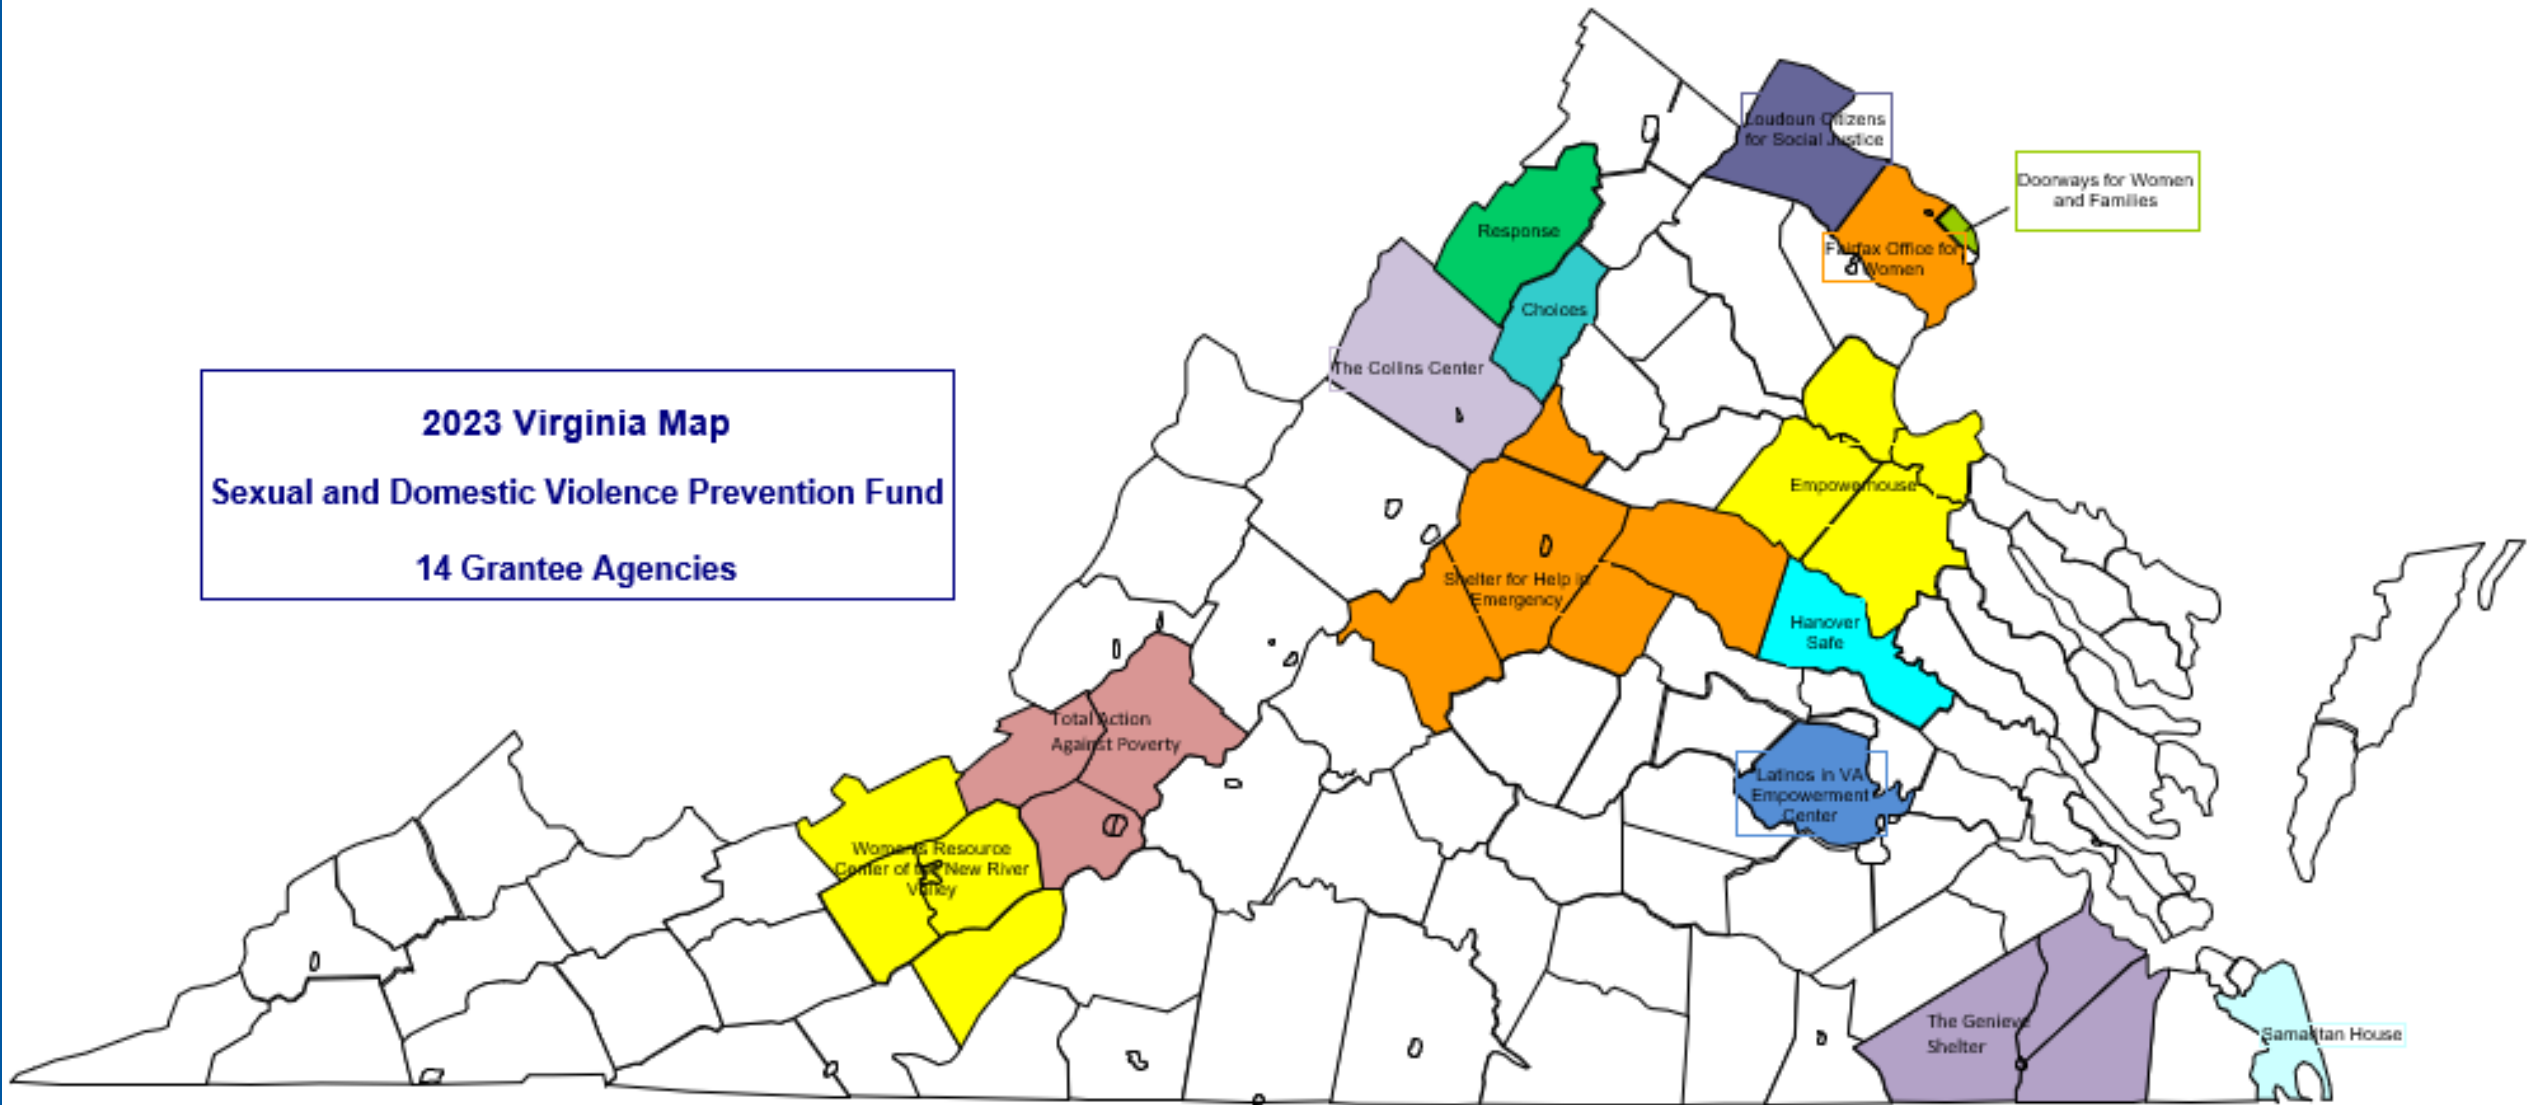 Loudoun Citizens
for Social Justice
Doorways for Women
and Families
Response
Fairfax Office for
Women
Choices
The Collins Center
2023 Virginia Map
Sexual and Domestic Violence Prevention Fund
14 Grantee Agencies
Empowerhouse
Shelter for Help in
Emergency
Hanover
Safe
Total Action
Against Poverty
Latinos in VA
Empowerment
Center
Women's Resource
Center of the New River
Valley
The Genieve
Shelter
Samaritan House